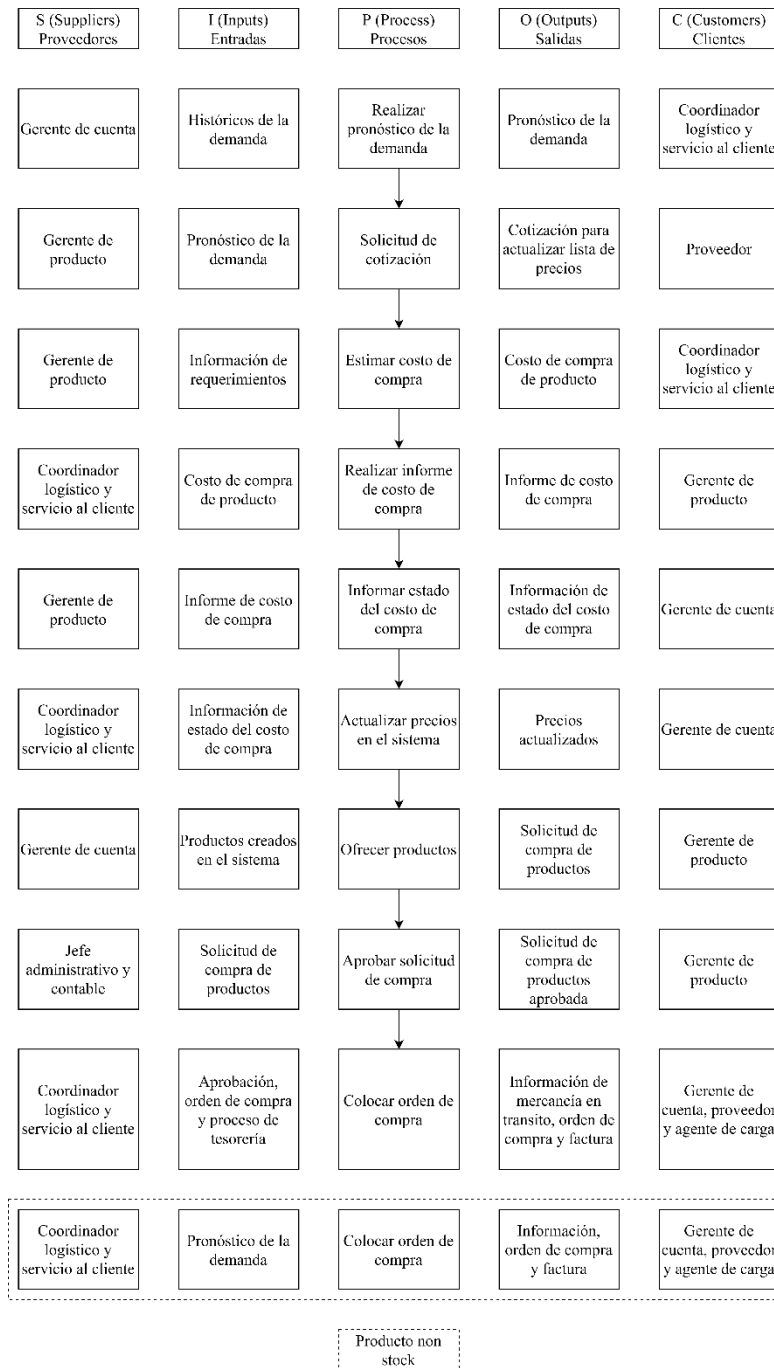 S (Suppliers)
Proveedores
I (Inputs)
Entradas
P (Process)
Procesos
O (Outputs)
Salidas
C (Customers)
Clientes
Gerente de cuenta
Históricos de la
demanda
Realizar
pronóstico de la
demanda
Pronóstico de la
demanda
Coordinador
logístico y
servicio al cliente
Gerente de
producto
Pronóstico de la
demanda
Solicitud de
cotización
Cotización para
actualizar lista de
precios
Proveedor
Gerente de
producto
Información de
requerimientos
Estimar costo de
compra
Costo de compra
de producto
Coordinador
logístico y
servicio al cliente
Coordinador
logístico y
servicio al cliente
Costo de compra
de producto
Realizar informe
de costo de
compra
Informe de costo
de compra
Gerente de
producto
Gerente de
producto
Informe de costo
de compra
Informar estado
del costo de
compra
Información de
estado del costo
de compra
Gerente de cuenta
Coordinador
logístico y
servicio al cliente
Información de
estado del costo
de compra
Actualizar precios
en el sistema
Precios
actualizados
Gerente de cuenta
Gerente de cuenta
Productos creados
en el sistema
Ofrecer productos
Solicitud de
compra de
productos
Gerente de
producto
Jefe
administrativo y
contable
Solicitud de
compra de
productos
Aprobar solicitud
de compra
Solicitud de
compra de
productos
aprobada
Gerente de
producto
Coordinador
logístico y
servicio al cliente
Aprobación,
orden de compra
y proceso de
tesorería
Colocar orden de
compra
Información de
mercancía en
transito, orden de
compra y factura
Gerente de
cuenta, proveedor
y agente de carga
Coordinador
logístico y
servicio al cliente
Pronóstico de la
demanda
Colocar orden de
compra
Información,
orden de compra
y factura
Gerente de
cuenta, proveedor
y agente de carga
Producto non
stock